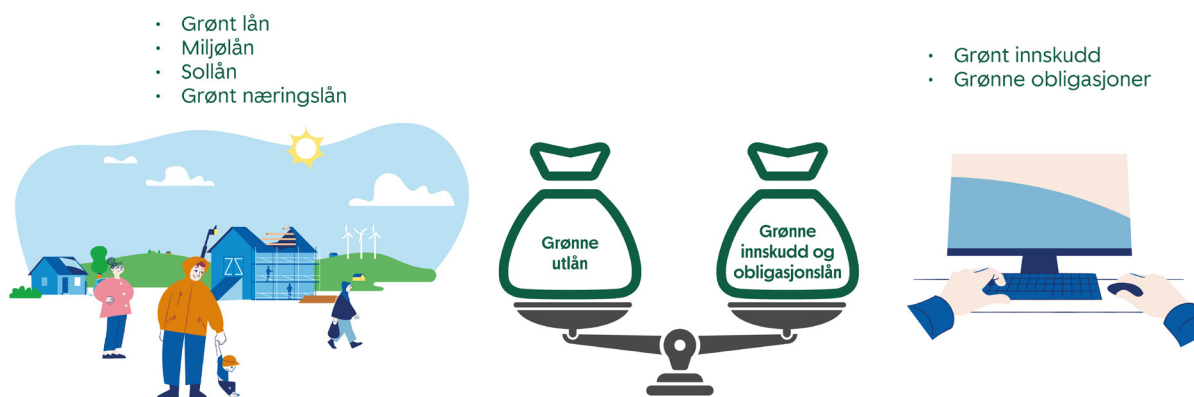 Grønt lån
Miljølån
Sollån
Grønt næringslån
Grønne
utlån
Grønne
innskudd og
obligasjonslån
Grønt innskudd
Grønne obligasjoner